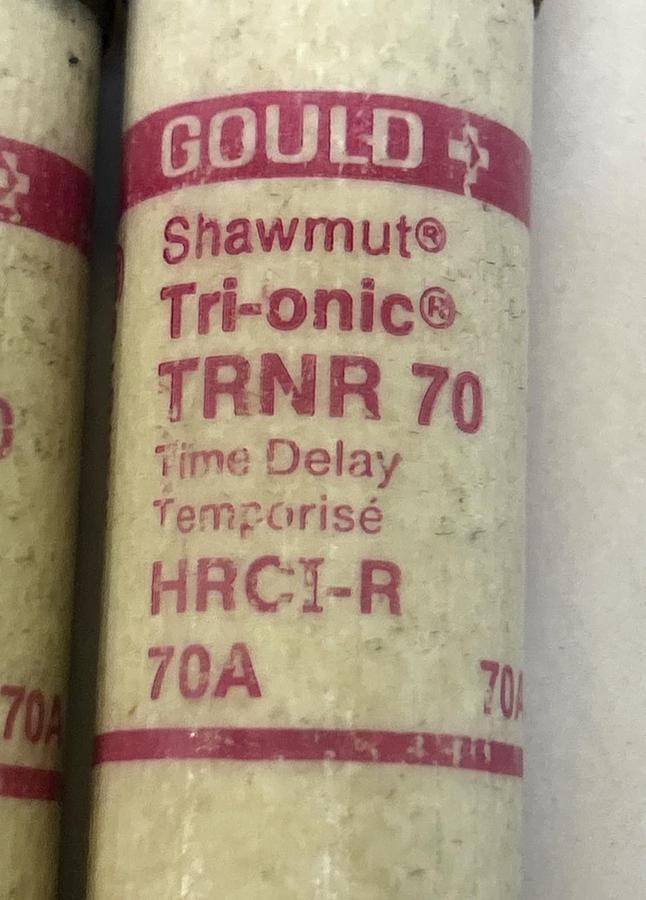 GOULD
Shawmut®
Tri-onic®
TRNR 70
Time Delay
Temporisé
HRCI-R
70A
70A
70A